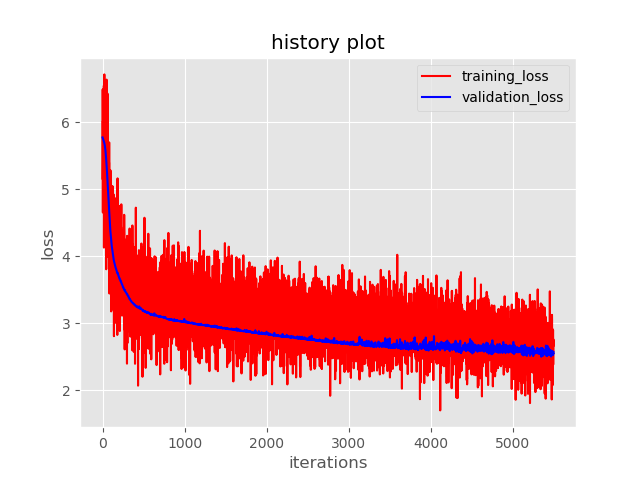 history plot
training_loss
validation_loss
loss
6
5
4
3
2
0 1000 2000 3000 4000 5000
iterations